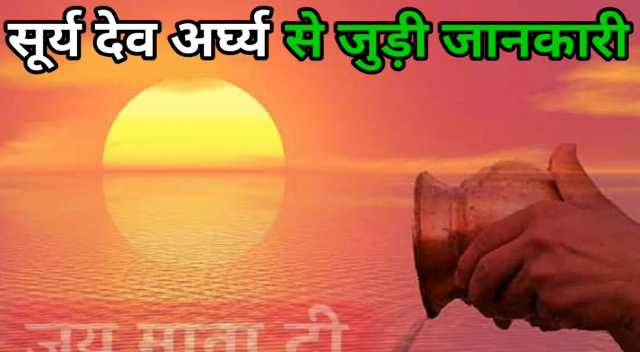 सूर्य देव अर्घ्य से जुड़ी जानकारी
जय माता दी